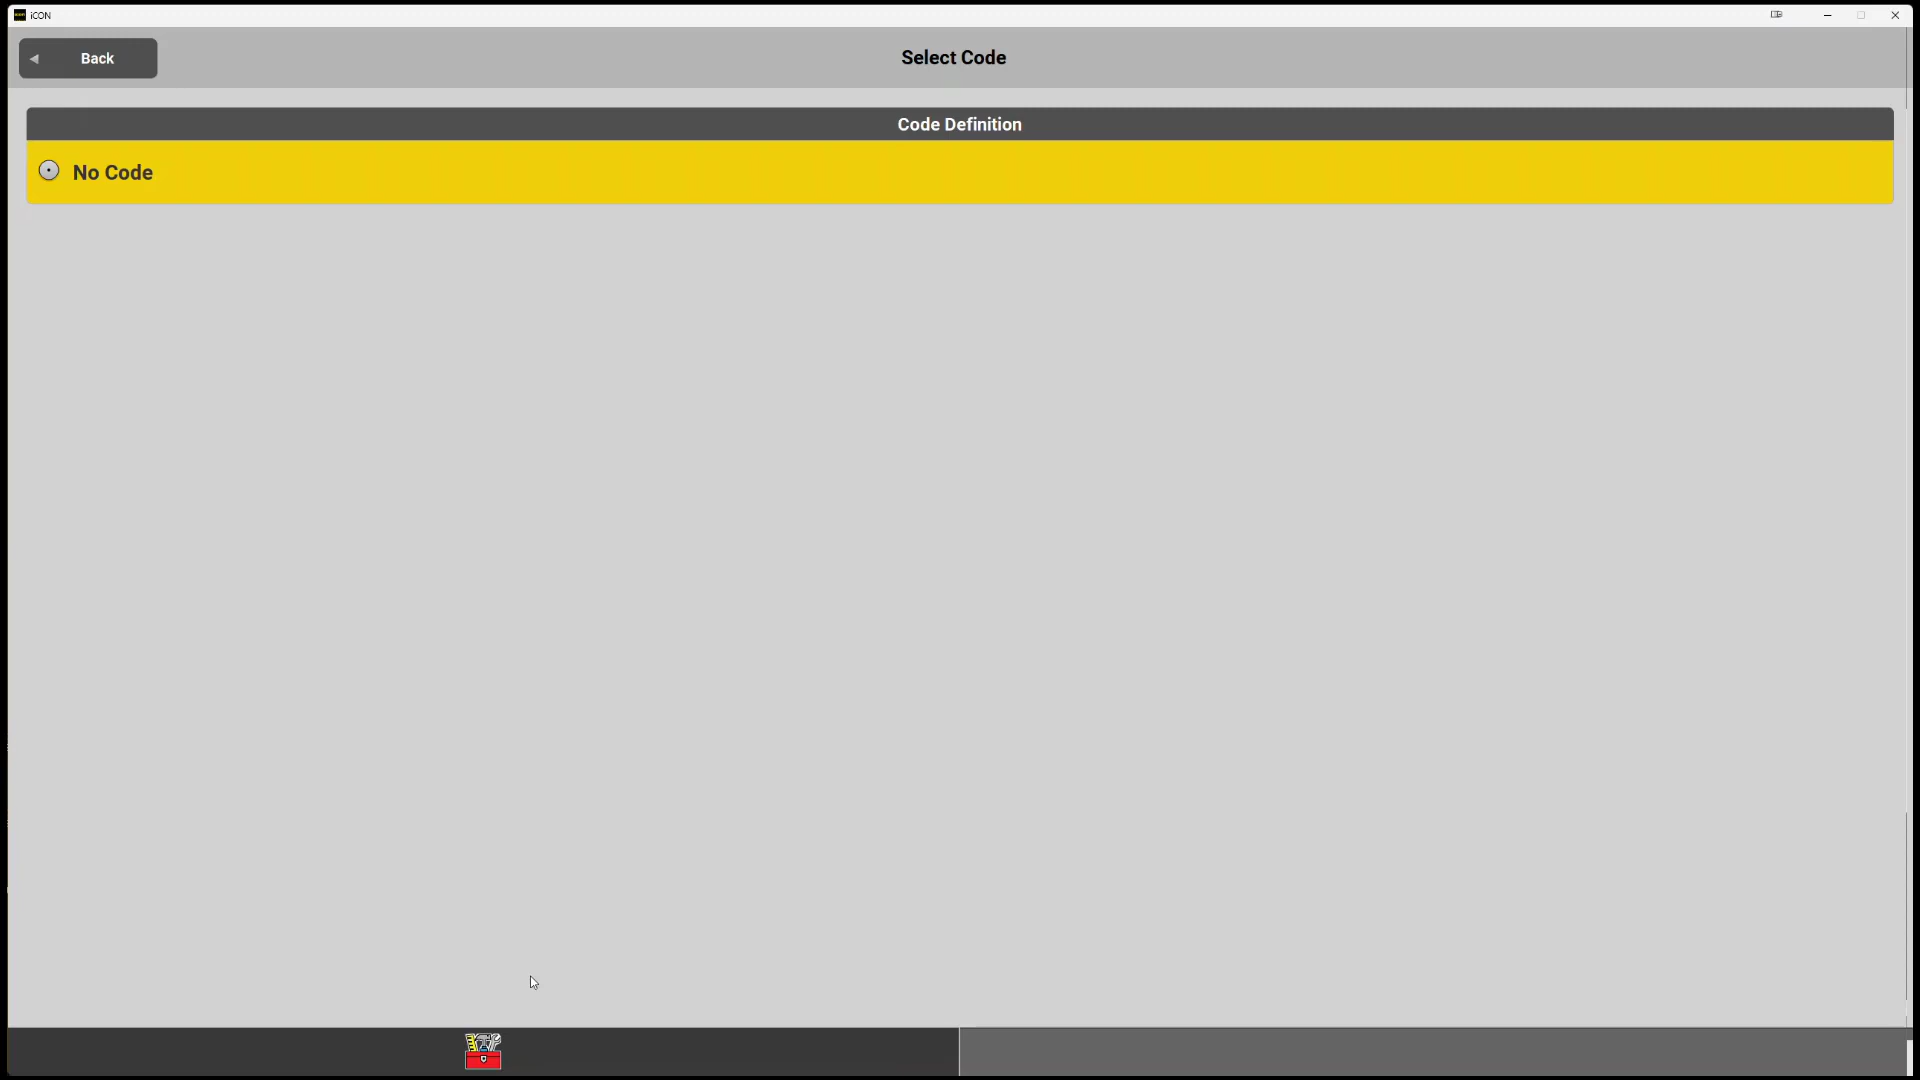 iCON
Back
Select Code
Code Definition
No Code